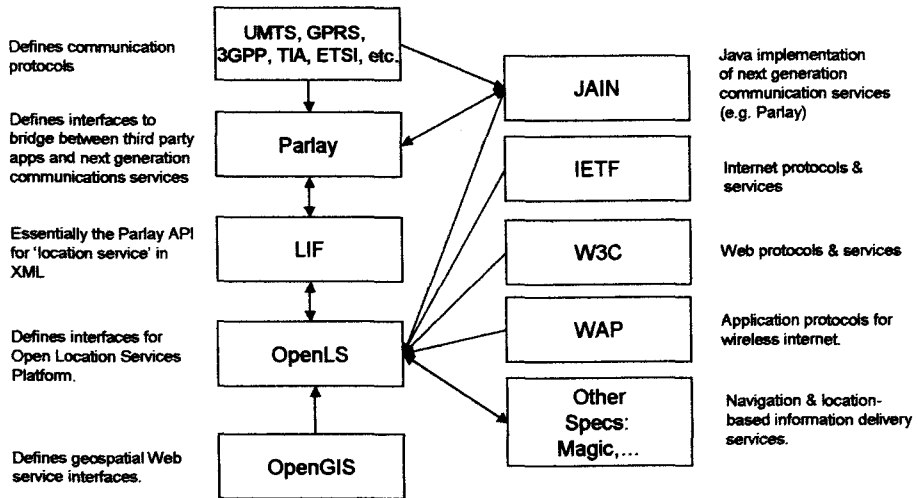 Defines communication
protocols
UMTS, GPRS,
3GPP, TIA, ETSI, etc.
JAIN
Java implementation
of next generation
communication services
(e.g. Parlay)
Defines interfaces to
bridge between third party
apps and next generation
communications services
Parlay
IETF
Internet protocols &
services
Essentially the Parlay API
for 'location service' in
XML
LIF
W3C
Web protocols & services
Defines interfaces for
Open Location Services
Platform.
OpenLS
WAP
Application protocols for
wireless internet.
Other
Specs:
Magic,...
Navigation & location-
based information delivery
services.
Defines geospatial Web
service interfaces.
OpenGIS